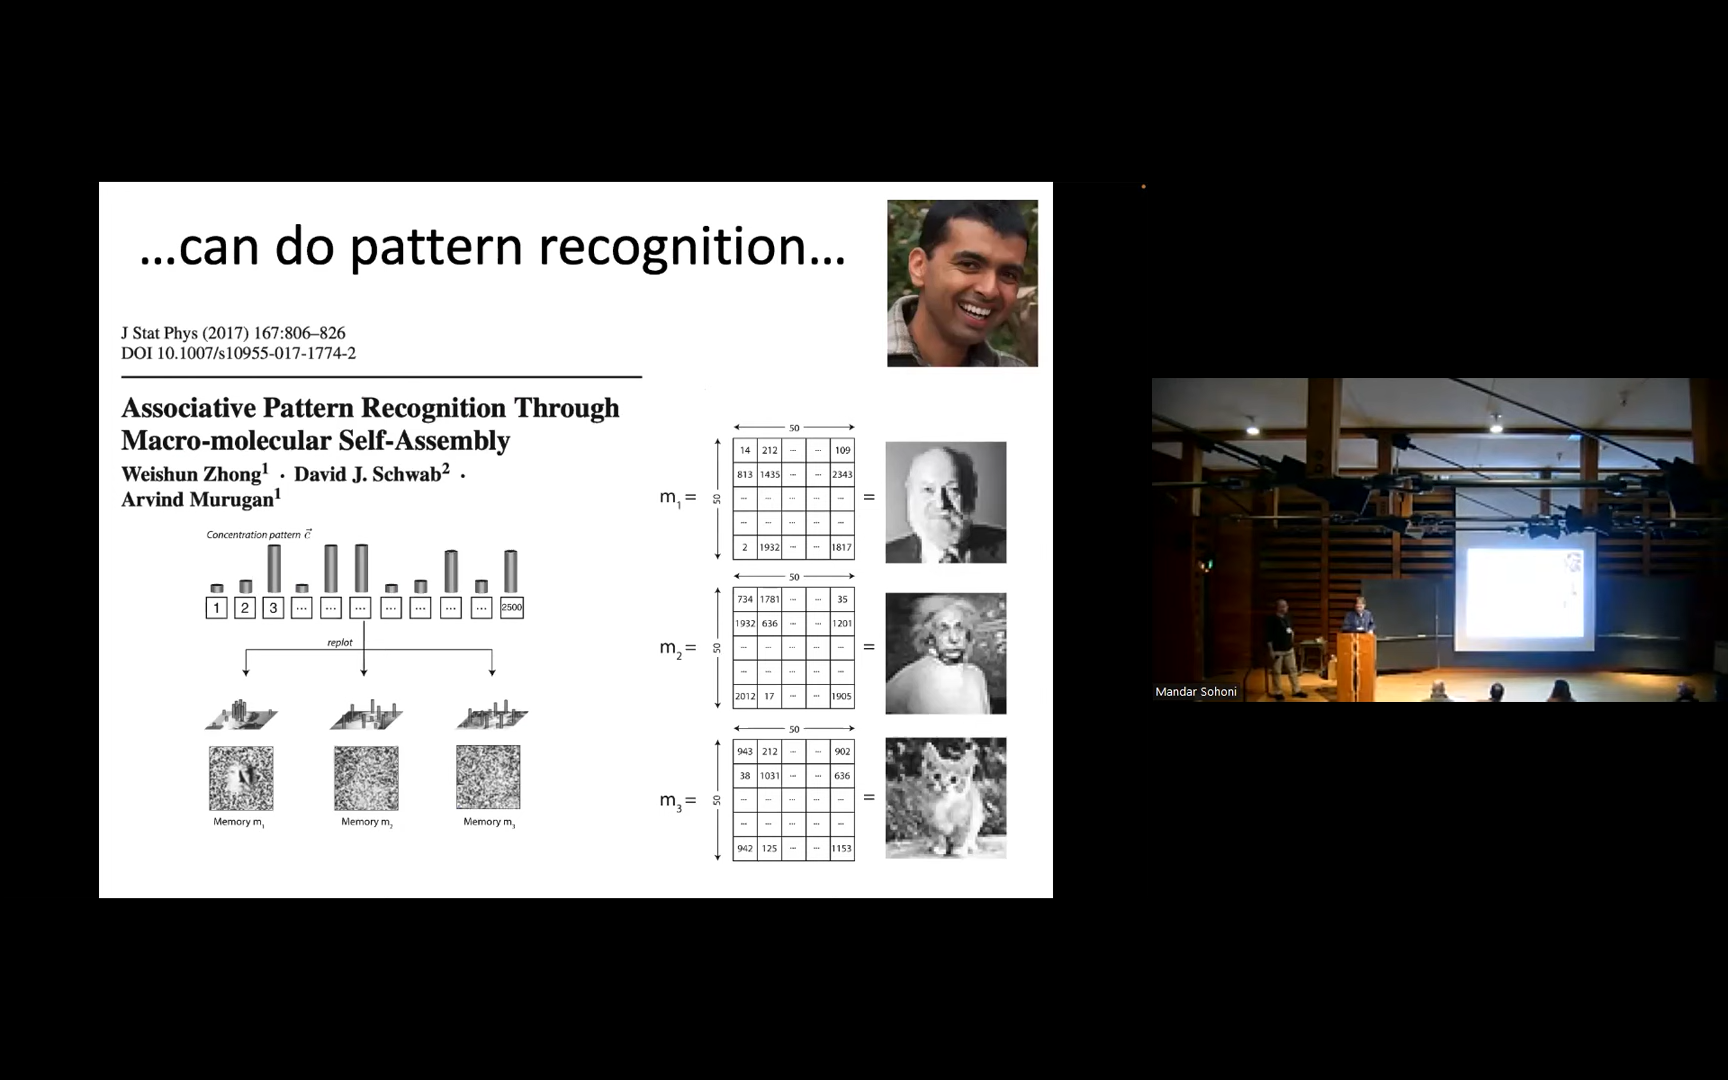 ...can do pattern recognition...
J Stat Phys (2017) 167:806–826
DOI 10.1007/s10955-017-1774-2
Associative Pattern Recognition Through
Macro-molecular Self-Assembly
Weishun Zhong1 · David J. Schwab2 ·
Arvind Murugan1
Concentration pattern c⃗
1 2 3 ... ... ... ... ... ... ... 2500
replot
Memory m1 Memory m2 Memory m3
50
50
m1 =
14 212 ... ... 109
813 1435 ... ... 2343
... ... ... ... ...
... ... ... ... ...
2 1932 ... ... 1817
=
50
50
m2 =
734 1781 ... ... 35
1932 636 ... ... 1201
... ... ... ... ...
... ... ... ... ...
2012 17 ... ... 1905
=
50
50
m3 =
943 212 ... ... 902
38 1031 ... ... 636
... ... ... ... ...
... ... ... ... ...
942 125 ... ... 1153
=
Mandar Sohoni